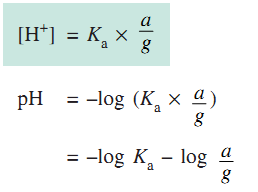 [H⁺] = Kₐ × a/g
pH = –log (Kₐ × a/g)
= –log Kₐ – log a/g